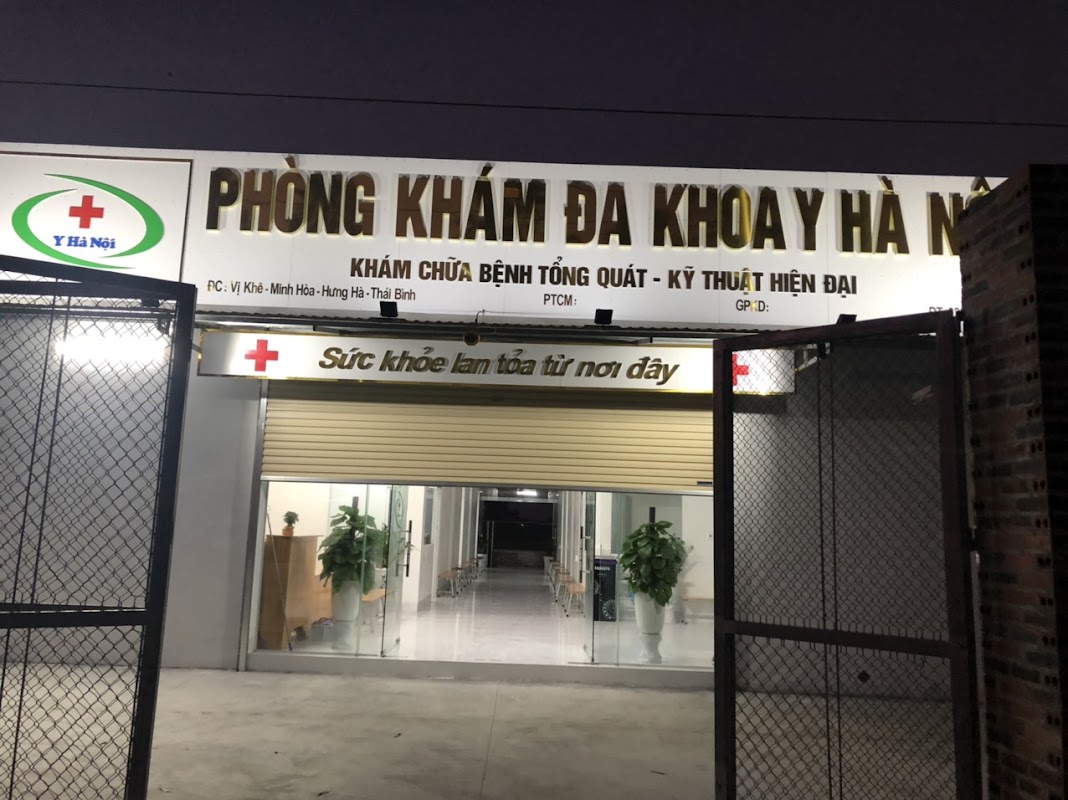 Y Hà Nội
PHÒNG KHÁM ĐA KHOA Y HÀ
KHÁM CHỮA BỆNH TỔNG QUÁT - KỸ THUẬT HIỆN ĐẠI
ĐC: Vị Khê - Minh Hòa - Hưng Hà - Thái Bình PTCM: GPKD:
Sức khỏe lan tỏa từ nơi đây